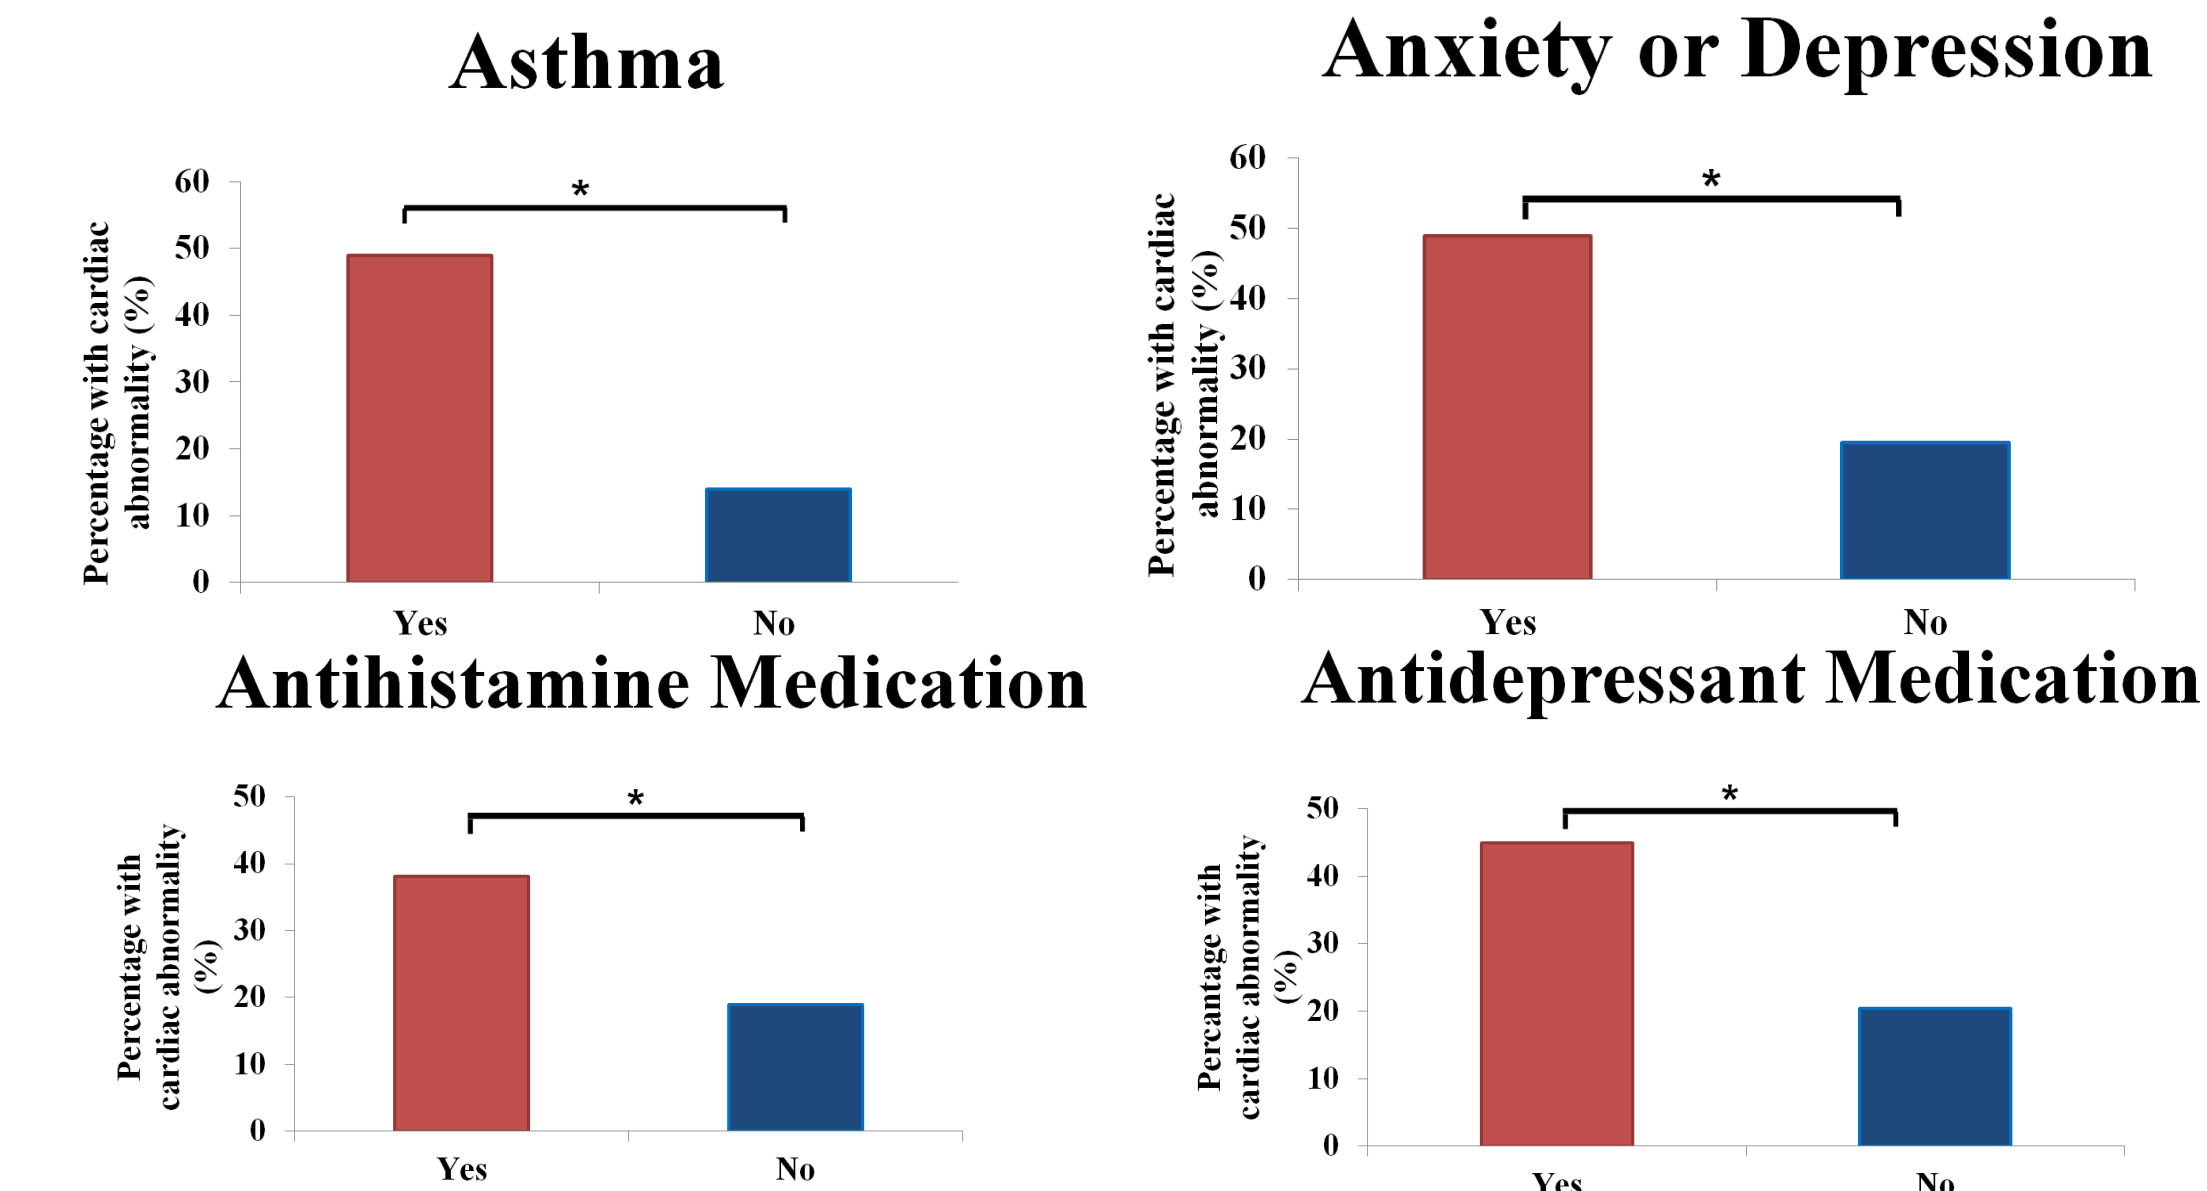 Asthma
Percentage with cardiac
abnormality (%)
60
50
40
30
20
10
0
*
Yes
No
Anxiety or Depression
Percentage with cardiac
abnormality (%)
60
50
40
30
20
10
0
*
Yes
No
Antihistamine Medication
Percentage with
cardiac abnormality
(%)
50
40
30
20
10
0
*
Yes
No
Antidepressant Medication
Percantage with
cardiac abnormality
(%)
50
40
30
20
10
0
*
Yes
No